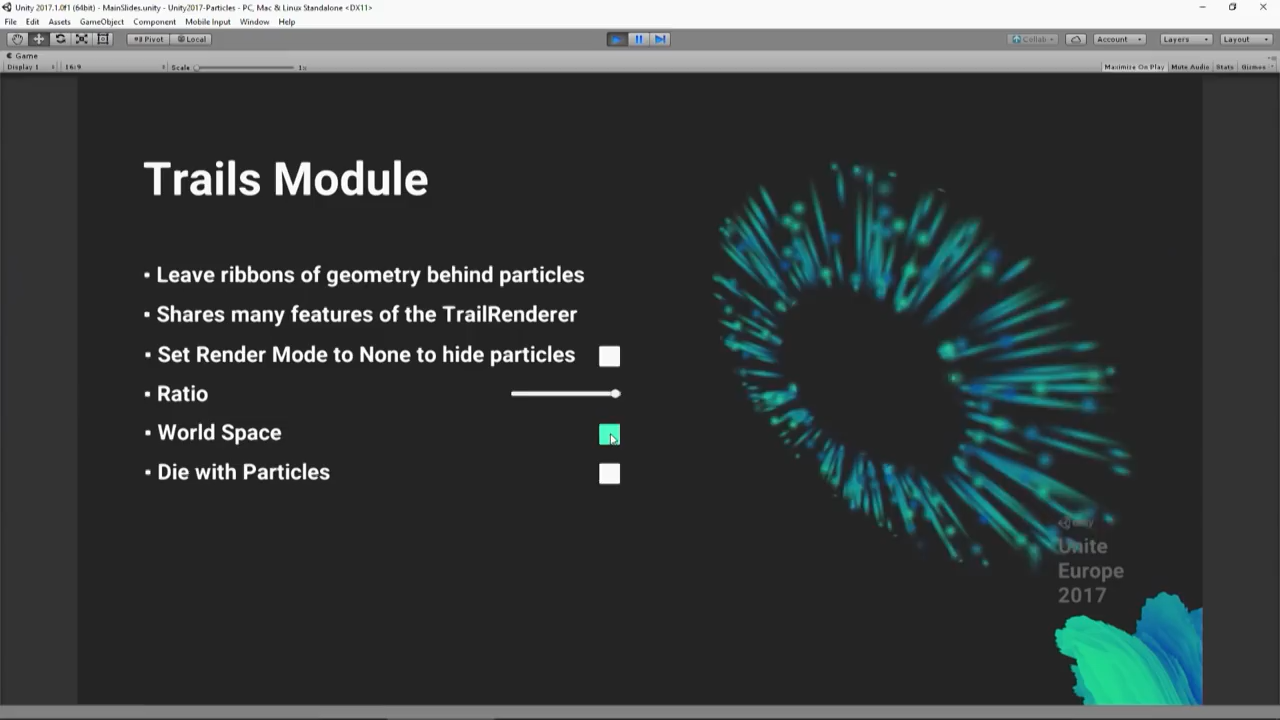 Unity 2017.1.0f1 (64bit) - MainSlides.unity - Unity2017-Particles - PC, Mac & Linux Standalone <DX11>
File Edit Assets GameObject Component Mobile Input Window Help
Pivot Local Collab Account Layers Layout
Game
Display 1 16:9 Scale 1x Maximize On Play Mute Audio Stats Gizmos
Trails Module
▪ Leave ribbons of geometry behind particles
▪ Shares many features of the TrailRenderer
▪ Set Render Mode to None to hide particles
▪ Ratio
▪ World Space
▪ Die with Particles
unity
Unite
Europe
2017